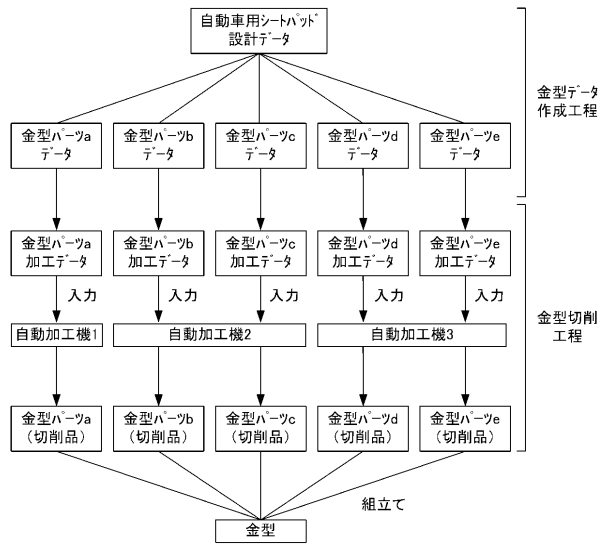 自動車用シートパッド
設計データ
金型データ
作成工程
金型パーツa
データ
金型パーツb
データ
金型パーツc
データ
金型パーツd
データ
金型パーツe
データ
金型パーツa
加工データ
金型パーツb
加工データ
金型パーツc
加工データ
金型パーツd
加工データ
金型パーツe
加工データ
入力
入力
入力
入力
入力
自動加工機1
自動加工機2
自動加工機3
金型切削
工程
金型パーツa
(切削品)
金型パーツb
(切削品)
金型パーツc
(切削品)
金型パーツd
(切削品)
金型パーツe
(切削品)
組立て
金型